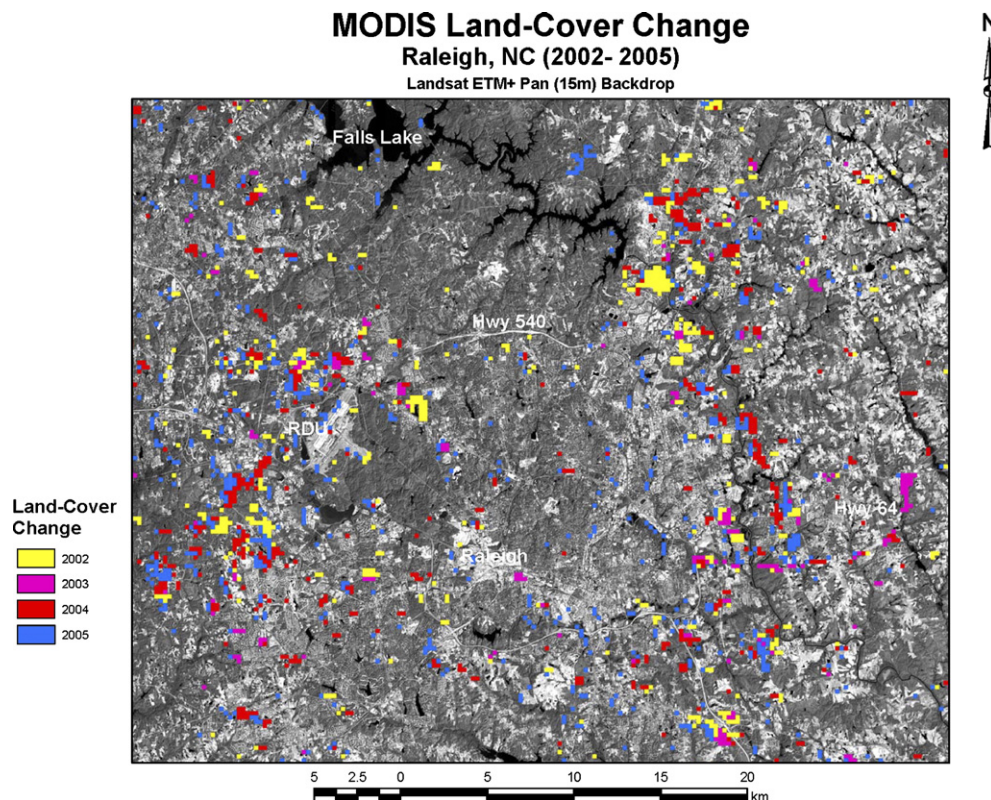 MODIS Land-Cover Change
Raleigh, NC (2002- 2005)
Landsat ETM+ Pan (15m) Backdrop
N
Falls Lake
Hwy 540
RDU
Hwy 64
Raleigh
Land-Cover
Change
2002
2003
2004
2005
5 2.5 0 5 10 15 20
km